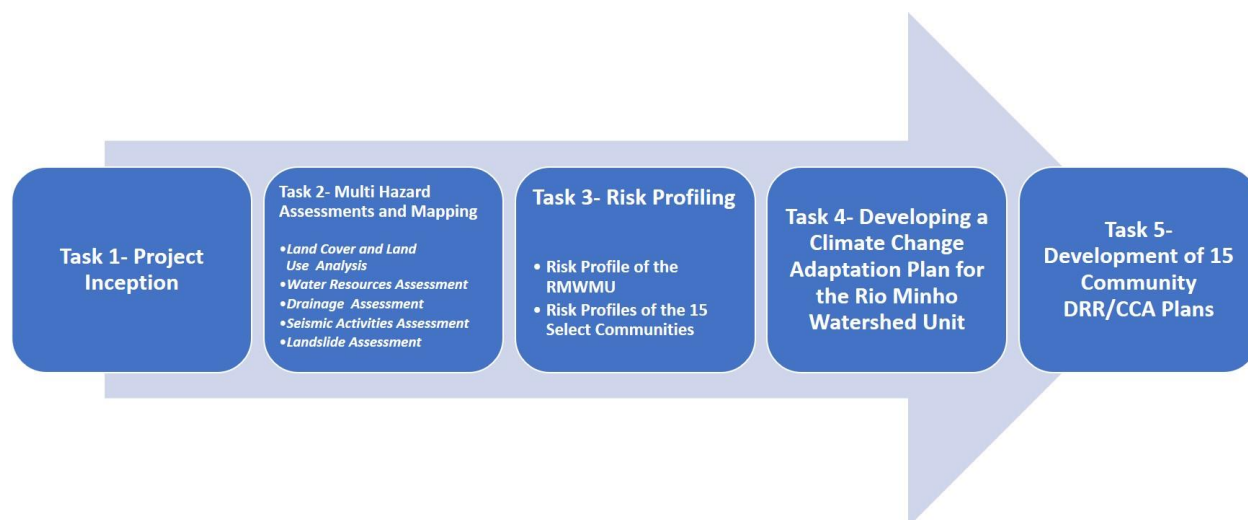 Task 1- Project
Inception
Task 2- Multi Hazard
Assessments and Mapping
•Land Cover and Land
Use Analysis
•Water Resources Assessment
•Drainage Assessment
•Seismic Activities Assessment
•Landslide Assessment
Task 3- Risk Profiling
• Risk Profile of the
RMWMU
• Risk Profiles of the 15
Select Communities
Task 4- Developing a
Climate Change
Adaptation Plan for
the Rio Minho
Watershed Unit
Task 5-
Development of 15
Community
DRR/CCA Plans